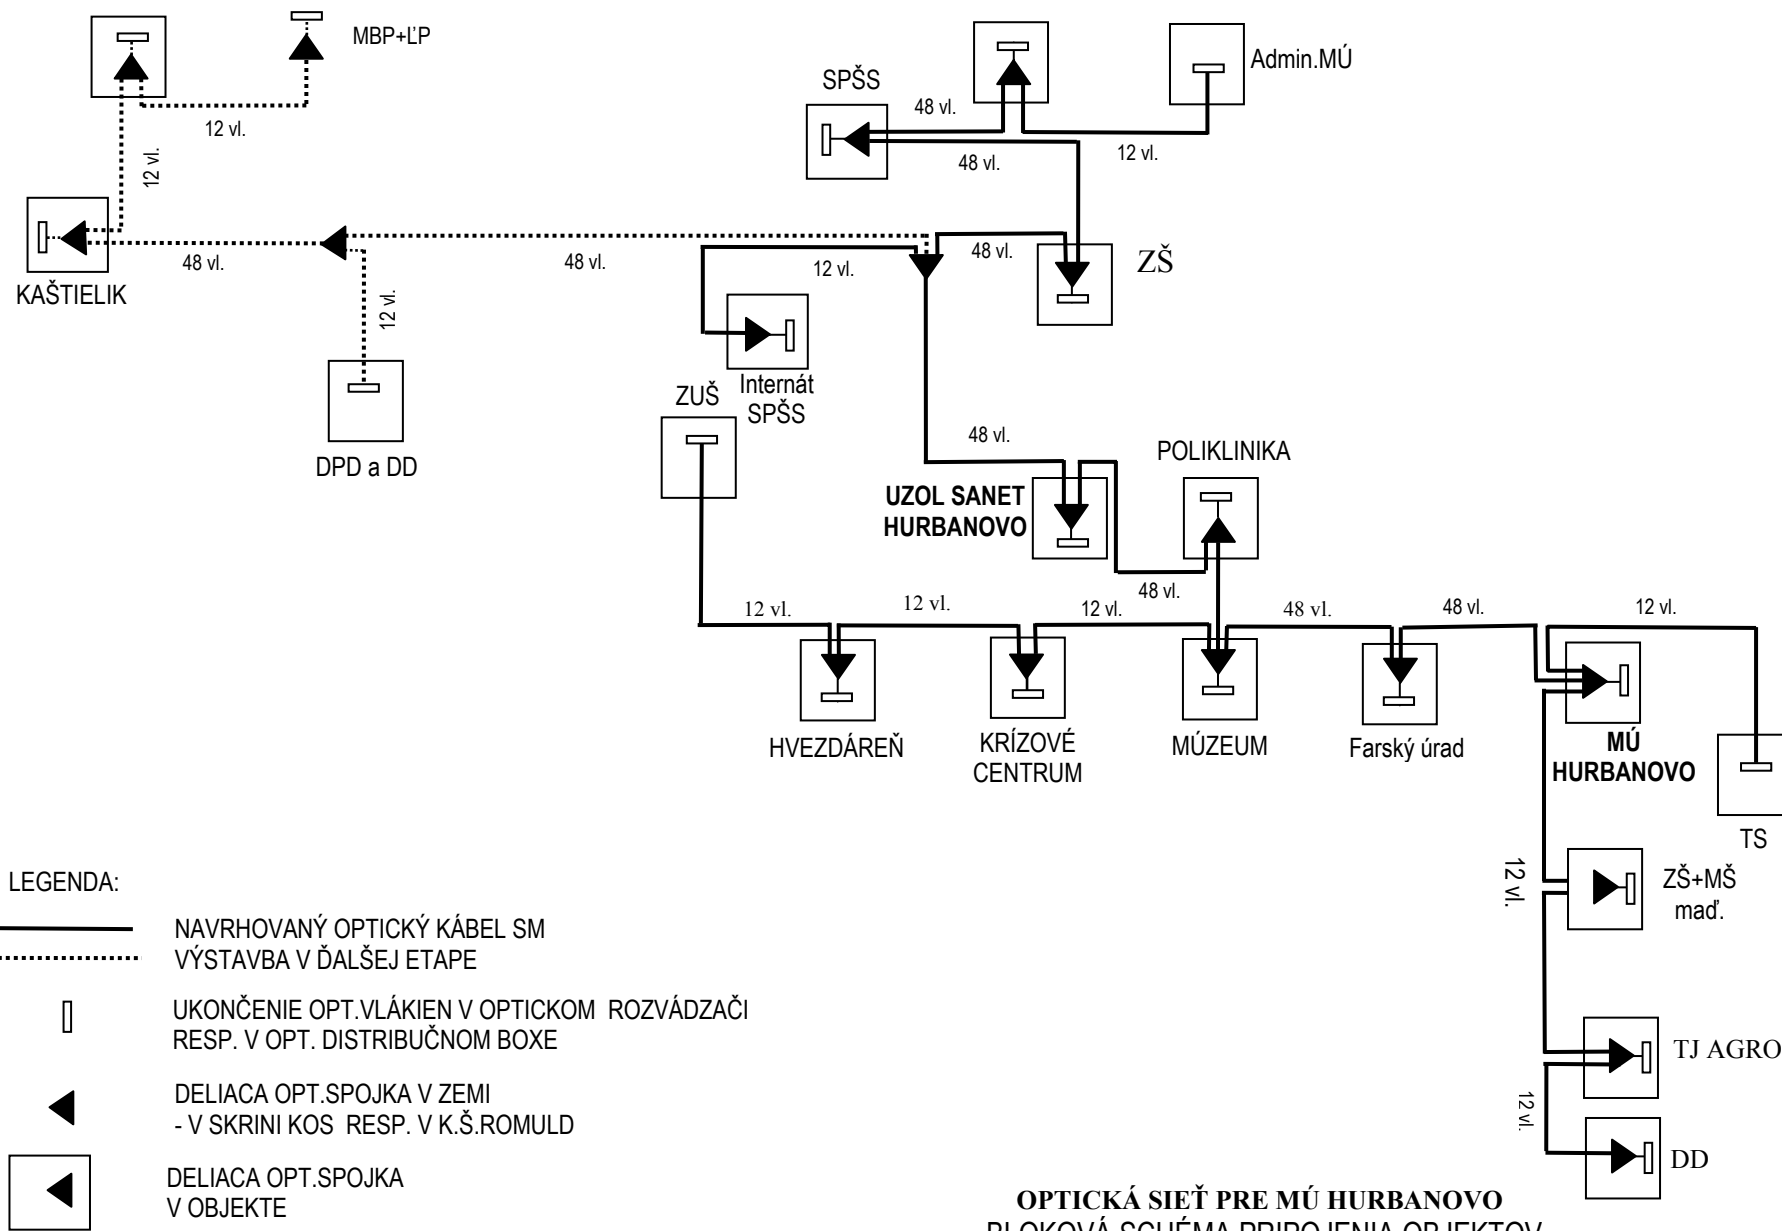 MBP+ĽP
12 vl.
12 vl.
KAŠTIELIK
48 vl.
48 vl.
12 vl.
DPD a DD
SPŠS
48 vl.
48 vl.
12 vl.
Admin.MÚ
12 vl.
48 vl.
ZŠ
Internát
SPŠS
ZUŠ
48 vl.
UZOL SANET
HURBANOVO
POLIKLINIKA
48 vl.
12 vl.
12 vl.
12 vl.
48 vl.
48 vl.
12 vl.
HVEZDÁREŇ
KRÍZOVÉ
CENTRUM
MÚZEUM
Farský úrad
MÚ
HURBANOVO
TS
12 vl.
ZŠ+MŠ
maď.
TJ AGRO
12 vl.
DD
LEGENDA:
NAVRHOVANÝ OPTICKÝ KÁBEL SM
VÝSTAVBA V ĎALŠEJ ETAPE
UKONČENIE OPT.VLÁKIEN V OPTICKOM ROZVÁDZAČI
RESP. V OPT. DISTRIBUČNOM BOXE
DELIACA OPT.SPOJKA V ZEMI
- V SKRINI KOS RESP. V K.Š.ROMULD
DELIACA OPT.SPOJKA
V OBJEKTE
OPTICKÁ SIEŤ PRE MÚ HURBANOVO
BLOKOVÁ SCHÉMA PRIPOJENIA OBJEKTOV